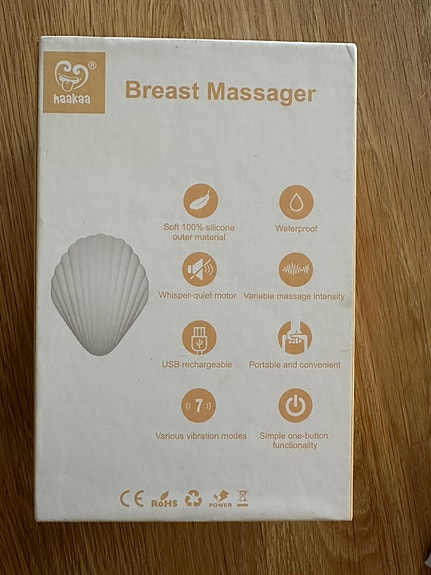 haakaa®
Breast Massager
Soft 100% silicone
outer material
Waterproof
Whisper-quiet motor
Variable massage intensity
USB rechargeable
Portable and convenient
7
Various vibration modes
Simple one-button
functionality
CE RoHS POWER